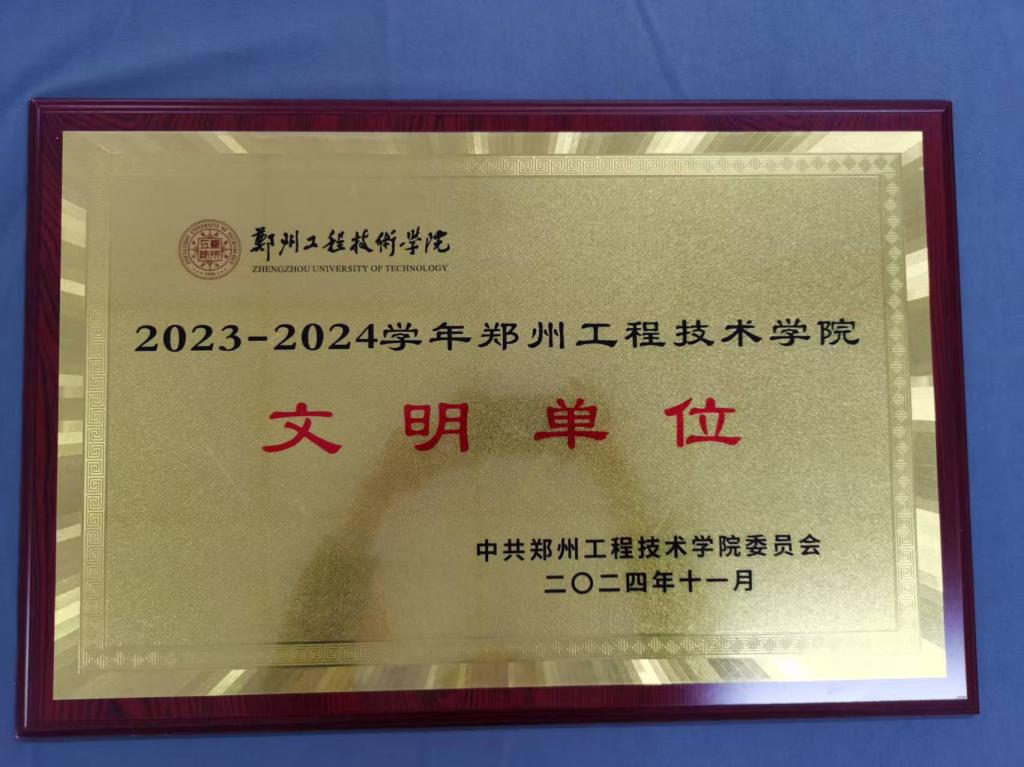 鄭州工程技術學院
ZHENGZHOU UNIVERSITY OF TECHNOLOGY
2023-2024学年郑州工程技术学院
文明单位
中共郑州工程技术学院委员会
二〇二四年十一月